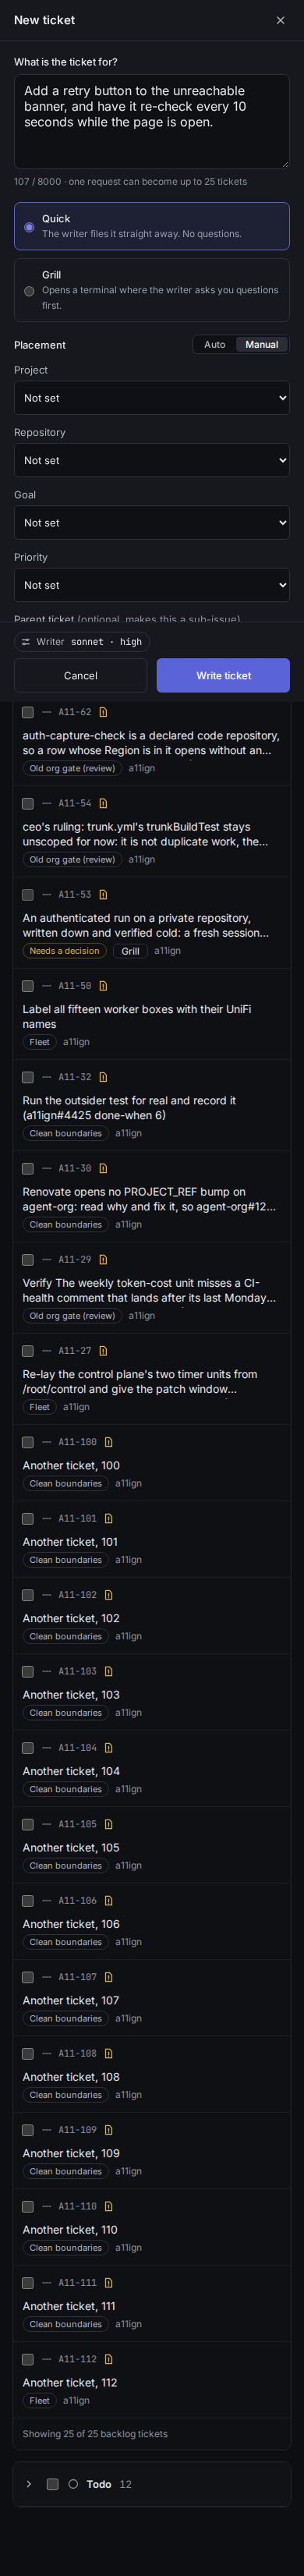 New ticket
What is the ticket for?
Add a retry button to the unreachable
banner, and have it re-check every 10
seconds while the page is open.
107 / 8000 · one request can become up to 25 tickets
Quick
The writer files it straight away. No questions.
Grill
Opens a terminal where the writer asks you questions
first.
Placement
Auto Manual
Project
Not set
Repository
Not set
Goal
Not set
Priority
Not set
Parent ticket (optional, makes this a sub-issue)
Writer sonnet · high
Cancel Write ticket
A11-62
auth-capture-check is a declared code repository,
so a row whose Region is in it opens without an…
Old org gate (review) a11ign
A11-54
ceo's ruling: trunk.yml's trunkBuildTest stays
unscoped for now: it is not duplicate work, the…
Old org gate (review) a11ign
A11-53
An authenticated run on a private repository,
written down and verified cold: a fresh session…
Needs a decision Grill a11ign
A11-50
Label all fifteen worker boxes with their UniFi
names
Fleet a11ign
A11-32
Run the outsider test for real and record it
(a11ign#4425 done-when 6)
Clean boundaries a11ign
A11-30
Renovate opens no PROJECT_REF bump on
agent-org: read why and fix it, so agent-org#12…
Clean boundaries a11ign
A11-29
Verify The weekly token-cost unit misses a CI-
health comment that lands after its last Monday…
Old org gate (review) a11ign
A11-27
Re-lay the control plane's two timer units from
/root/control and give the patch window…
Fleet a11ign
A11-100
Another ticket, 100
Clean boundaries a11ign
A11-101
Another ticket, 101
Clean boundaries a11ign
A11-102
Another ticket, 102
Clean boundaries a11ign
A11-103
Another ticket, 103
Clean boundaries a11ign
A11-104
Another ticket, 104
Clean boundaries a11ign
A11-105
Another ticket, 105
Clean boundaries a11ign
A11-106
Another ticket, 106
Clean boundaries a11ign
A11-107
Another ticket, 107
Clean boundaries a11ign
A11-108
Another ticket, 108
Clean boundaries a11ign
A11-109
Another ticket, 109
Clean boundaries a11ign
A11-110
Another ticket, 110
Clean boundaries a11ign
A11-111
Another ticket, 111
Clean boundaries a11ign
A11-112
Another ticket, 112
Fleet a11ign
Showing 25 of 25 backlog tickets
Todo 12